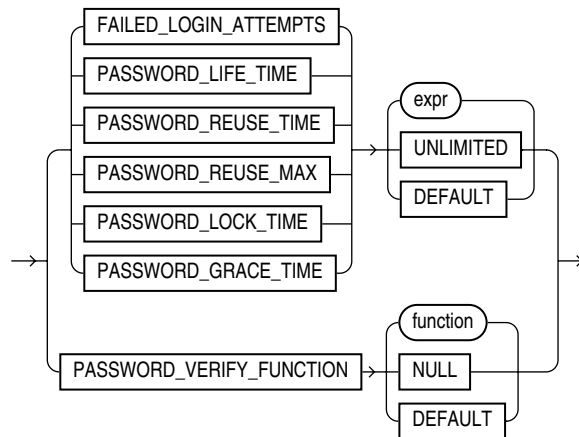 FAILED_LOGIN_ATTEMPTS
PASSWORD_LIFE_TIME
PASSWORD_REUSE_TIME
PASSWORD_REUSE_MAX
PASSWORD_LOCK_TIME
PASSWORD_GRACE_TIME
expr
UNLIMITED
DEFAULT
PASSWORD_VERIFY_FUNCTION
function
NULL
DEFAULT